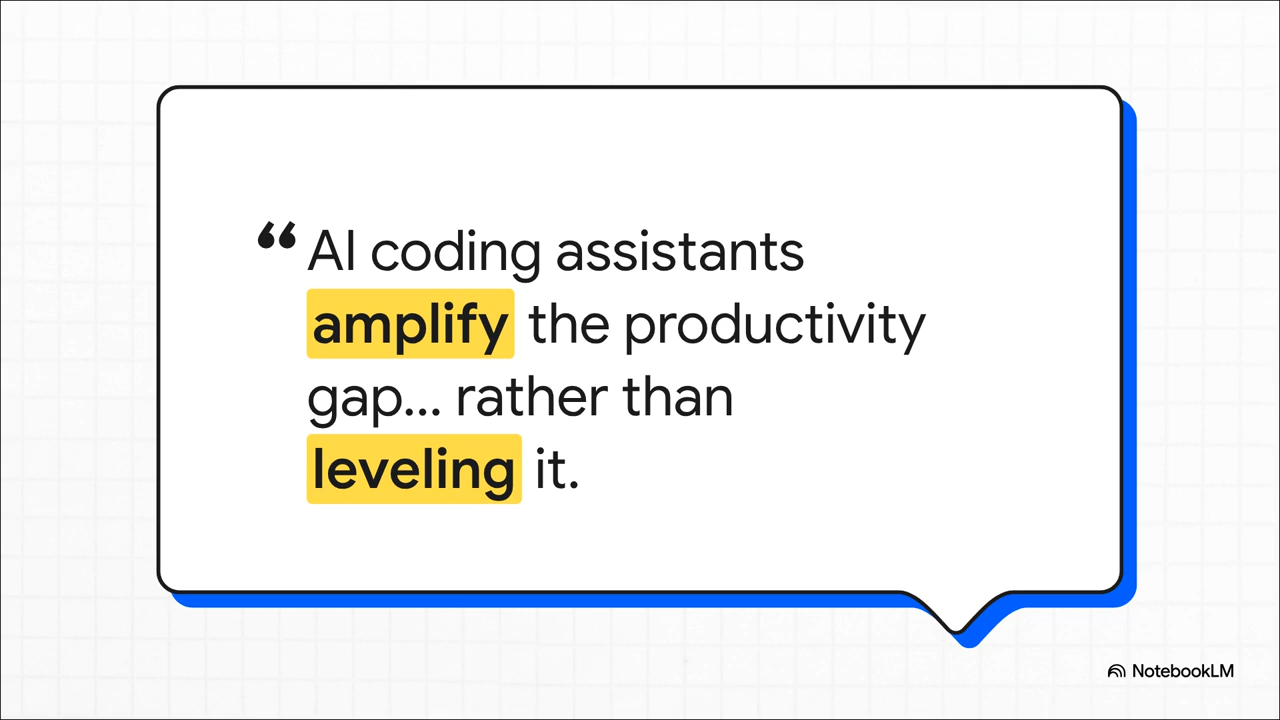 “AI coding assistants
amplify the productivity
gap... rather than
leveling it.
NotebookLM